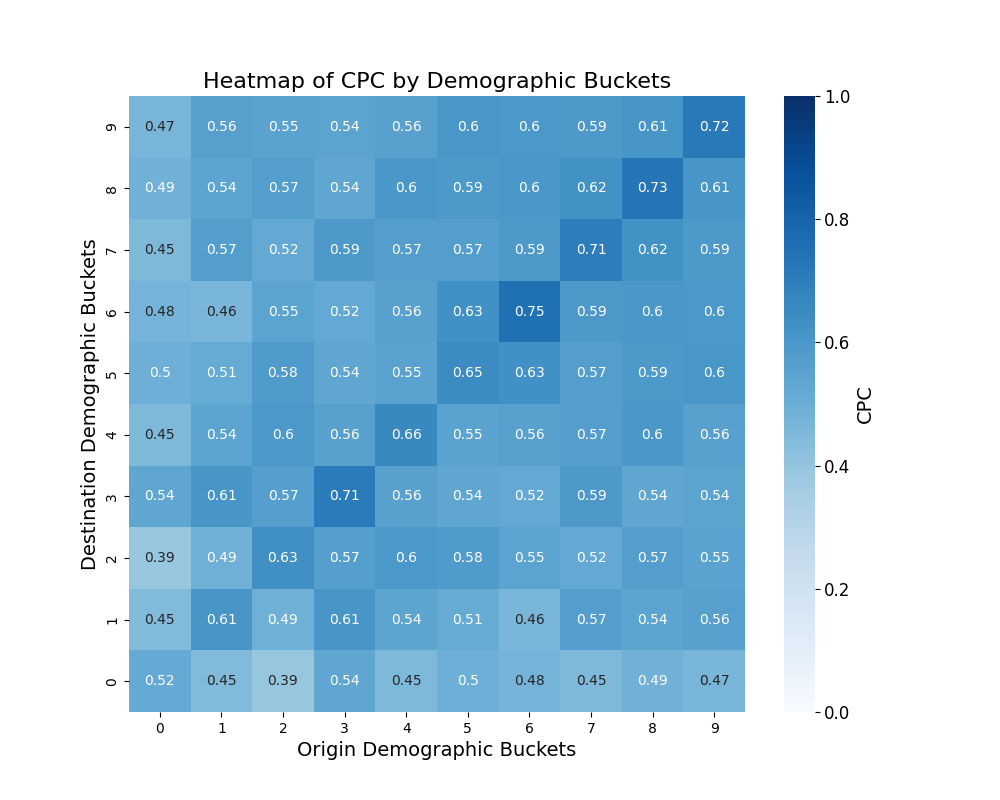 Heatmap of CPC by Demographic Buckets
9 0.47 0.56 0.55 0.54 0.56 0.6 0.6 0.59 0.61 0.72
8 0.49 0.54 0.57 0.54 0.6 0.59 0.6 0.62 0.73 0.61
7 0.45 0.57 0.52 0.59 0.57 0.57 0.59 0.71 0.62 0.59
6 0.48 0.46 0.55 0.52 0.56 0.63 0.75 0.59 0.6 0.6
5 0.5 0.51 0.58 0.54 0.55 0.65 0.63 0.57 0.59 0.6
4 0.45 0.54 0.6 0.56 0.66 0.55 0.56 0.57 0.6 0.56
3 0.54 0.61 0.57 0.71 0.56 0.54 0.52 0.59 0.54 0.54
2 0.39 0.49 0.63 0.57 0.6 0.58 0.55 0.52 0.57 0.55
1 0.45 0.61 0.49 0.61 0.54 0.51 0.46 0.57 0.54 0.56
0 0.52 0.45 0.39 0.54 0.45 0.5 0.48 0.45 0.49 0.47
0 1 2 3 4 5 6 7 8 9
Origin Demographic Buckets
Destination Demographic Buckets
1.0
0.8
0.6
0.4
0.2
0.0
CPC